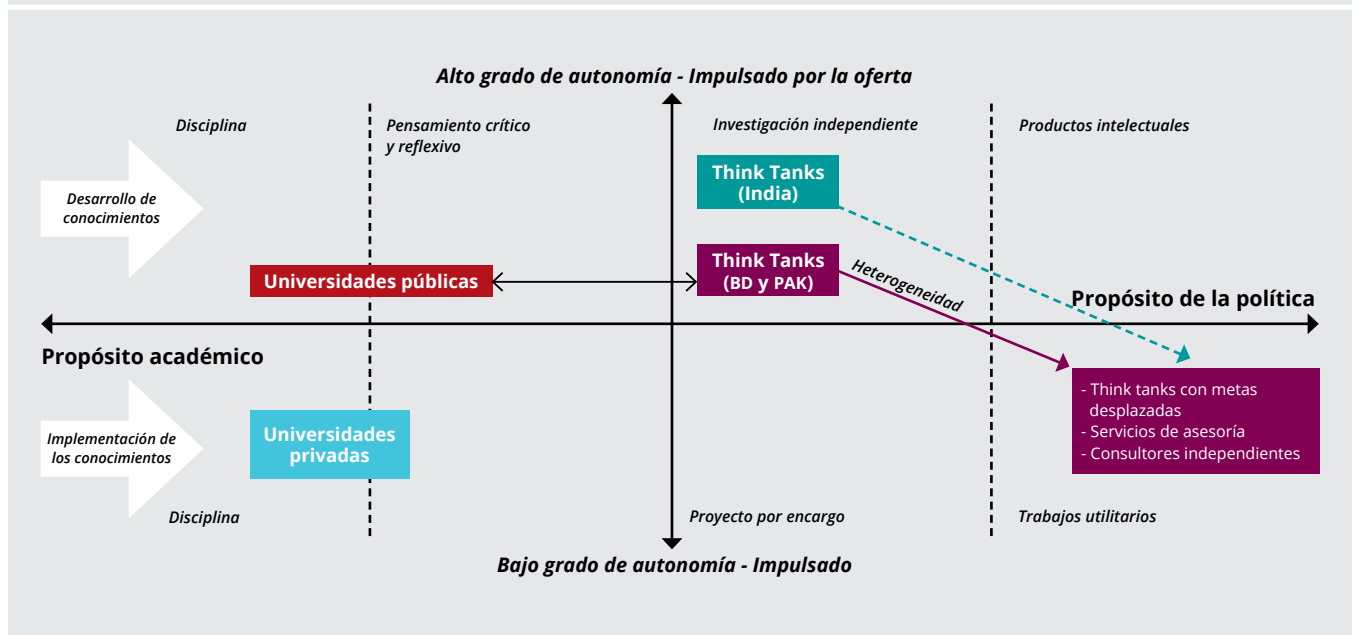 Alto grado de autonomía - Impulsado por la oferta
Disciplina
Pensamiento crítico
y reflexivo
Investigación independiente
Productos intelectuales
Desarrollo de
conocimientos
Think Tanks
(India)
Universidades públicas
Think Tanks
(BD y PAK)
Heterogeneidad
Propósito de la política
Propósito académico
- Think tanks con metas
desplazadas
- Servicios de asesoría
- Consultores independientes
Implementación de
los conocimientos
Universidades
privadas
Disciplina
Proyecto por encargo
Trabajos utilitarios
Bajo grado de autonomía - Impulsado